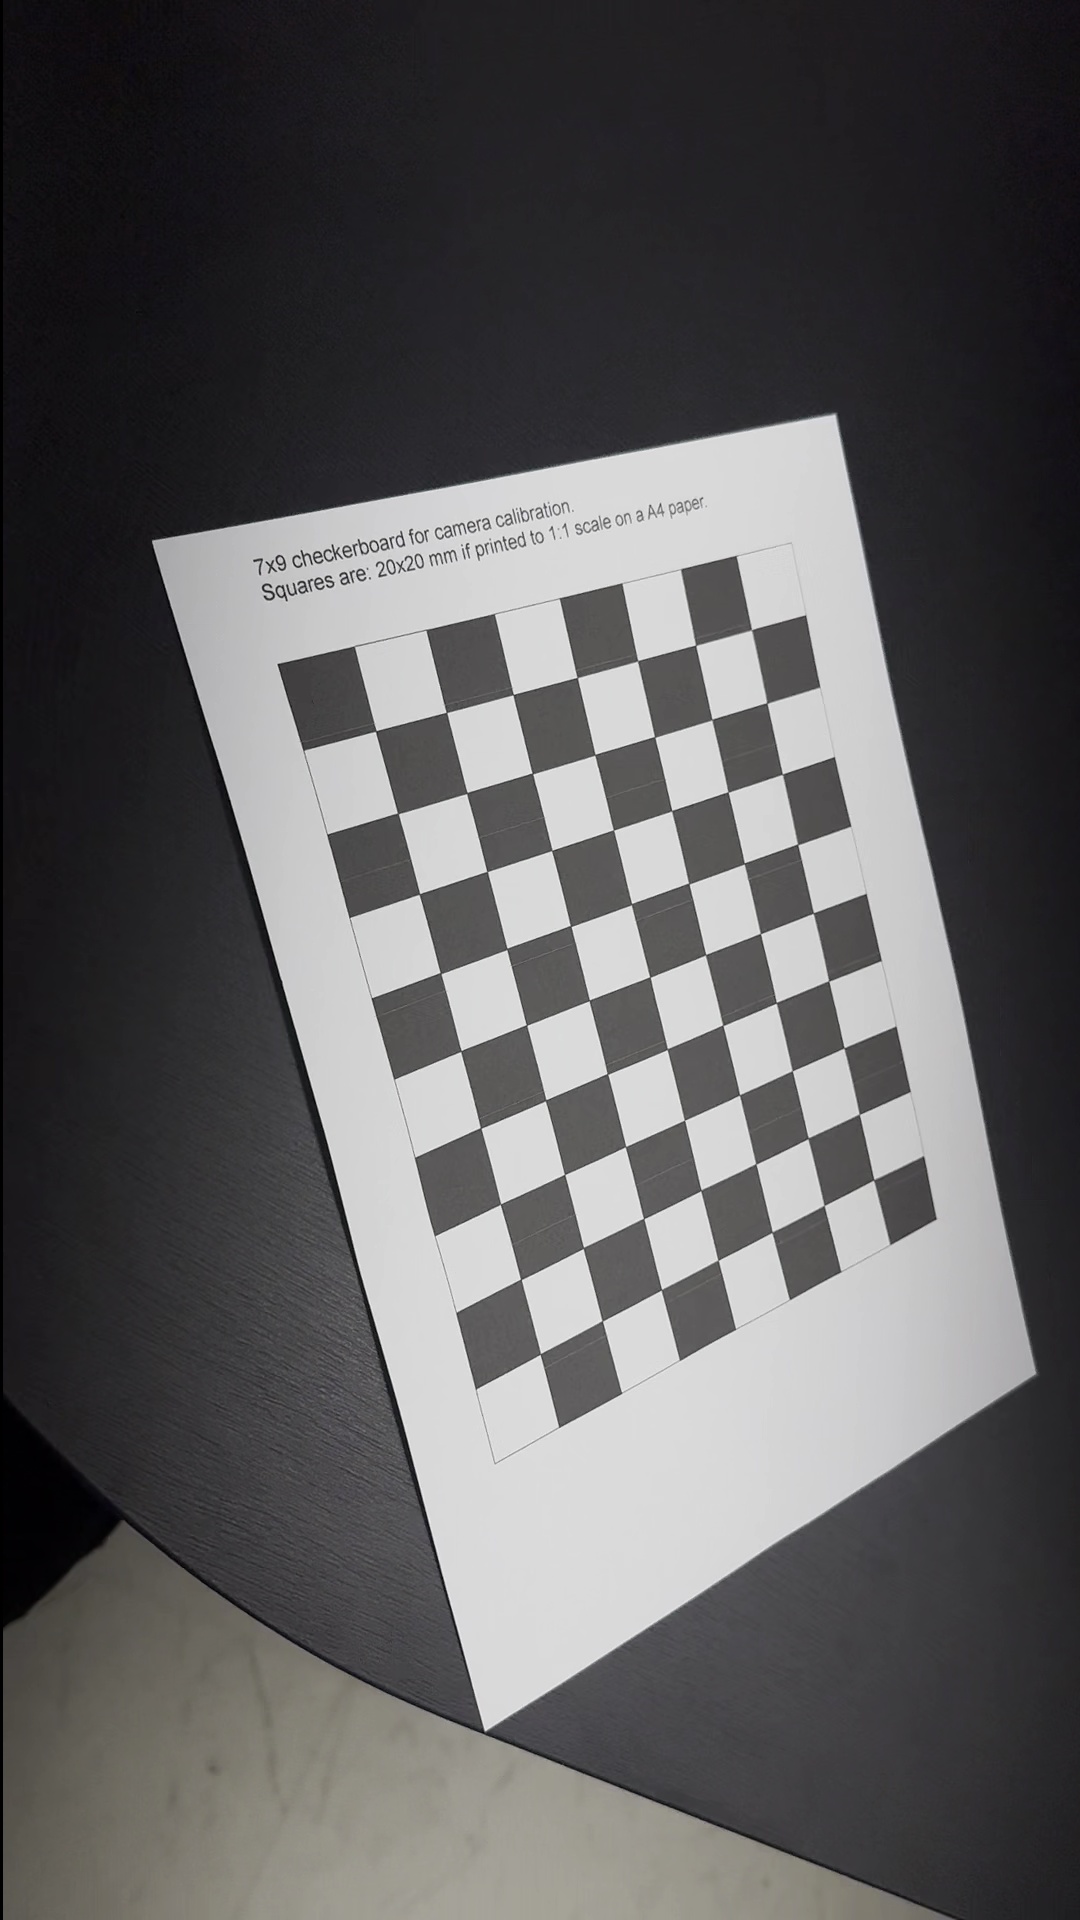 7x9 checkerboard for camera calibration.
Squares are: 20x20 mm if printed to 1:1 scale on a A4 paper.